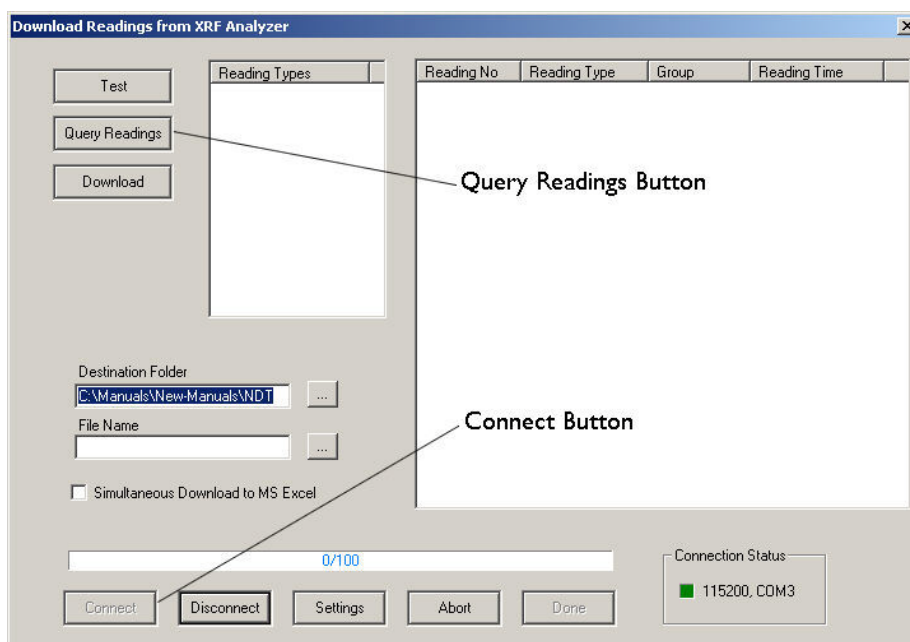 Download Readings from XRF Analyzer
Test
Query Readings
Download
Reading Types
Reading No Reading Type Group Reading Time
Query Readings Button
Destination Folder
C:\Manuals\New-Manuals\NDT
...
File Name
...
Simultaneous Download to MS Excel
Connect Button
0/100
Connection Status
115200, COM3
Connect Disconnect Settings Abort Done